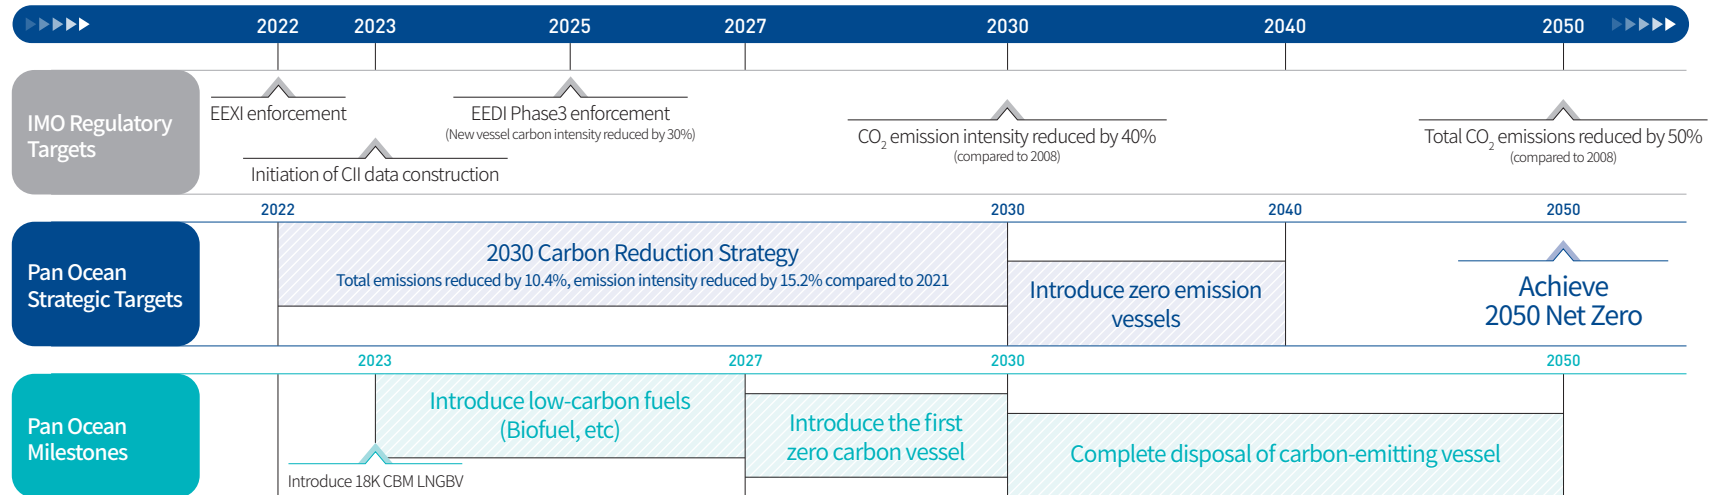 2022 2023 2025 2027 2030 2040 2050
IMO Regulatory
Targets
EEXI enforcement
Initiation of CII data construction
EEDI Phase3 enforcement
(New vessel carbon intensity reduced by 30%)
CO₂ emission intensity reduced by 40%
(compared to 2008)
Total CO₂ emissions reduced by 50%
(compared to 2008)
2022 2030 2040 2050
Pan Ocean
Strategic Targets
2030 Carbon Reduction Strategy
Total emissions reduced by 10.4%, emission intensity reduced by 15.2% compared to 2021
Introduce zero emission
vessels
Achieve
2050 Net Zero
2023 2027 2030 2050
Pan Ocean
Milestones
Introduce low-carbon fuels
(Biofuel, etc)
Introduce 18K CBM LNGBV
Introduce the first
zero carbon vessel
Complete disposal of carbon-emitting vessel